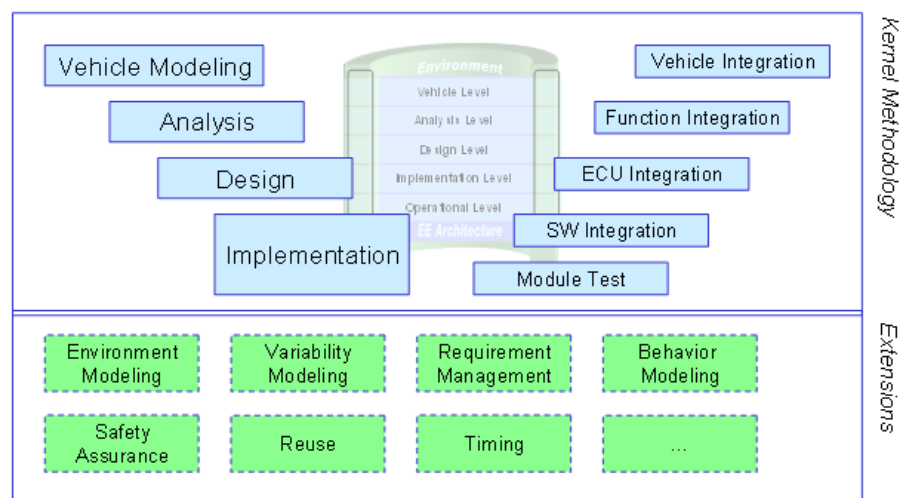 Kernel Methodology
Vehicle Modeling
Analysis
Design
Implementation
Environment
Vehicle Level
Analysis Level
Design Level
Implementation Level
Operational Level
EE Architecture
Vehicle Integration
Function Integration
ECU Integration
SW Integration
Module Test
Extensions
Environment
Modeling
Variability
Modeling
Requirement
Management
Behavior
Modeling
Safety
Assurance
Reuse
Timing
...